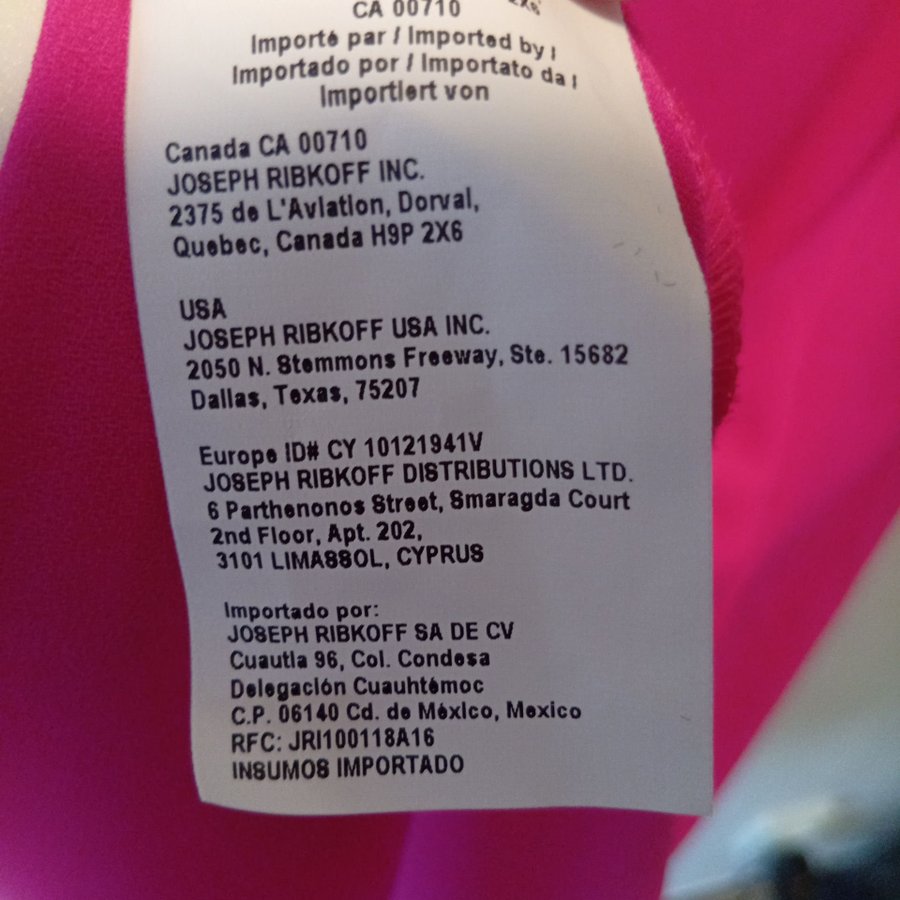 CA 00710
Importé par / Imported by /
Importado por / Importato da /
Importiert von
Canada CA 00710
JOSEPH RIBKOFF INC.
2375 de L'Aviation, Dorval,
Quebec, Canada H9P 2X6
USA
JOSEPH RIBKOFF USA INC.
2050 N. Stemmons Freeway, Ste. 15682
Dallas, Texas, 75207
Europe ID# CY 10121941V
JOSEPH RIBKOFF DISTRIBUTIONS LTD.
6 Parthenonos Street, Smaragda Court
2nd Floor, Apt. 202,
3101 LIMASSOL, CYPRUS
Importado por:
JOSEPH RIBKOFF SA DE CV
Cuautla 96, Col. Condesa
Delegación Cuauhtémoc
C.P. 06140 Cd. de México, Mexico
RFC: JRI100118A16
INSUMOS IMPORTADO